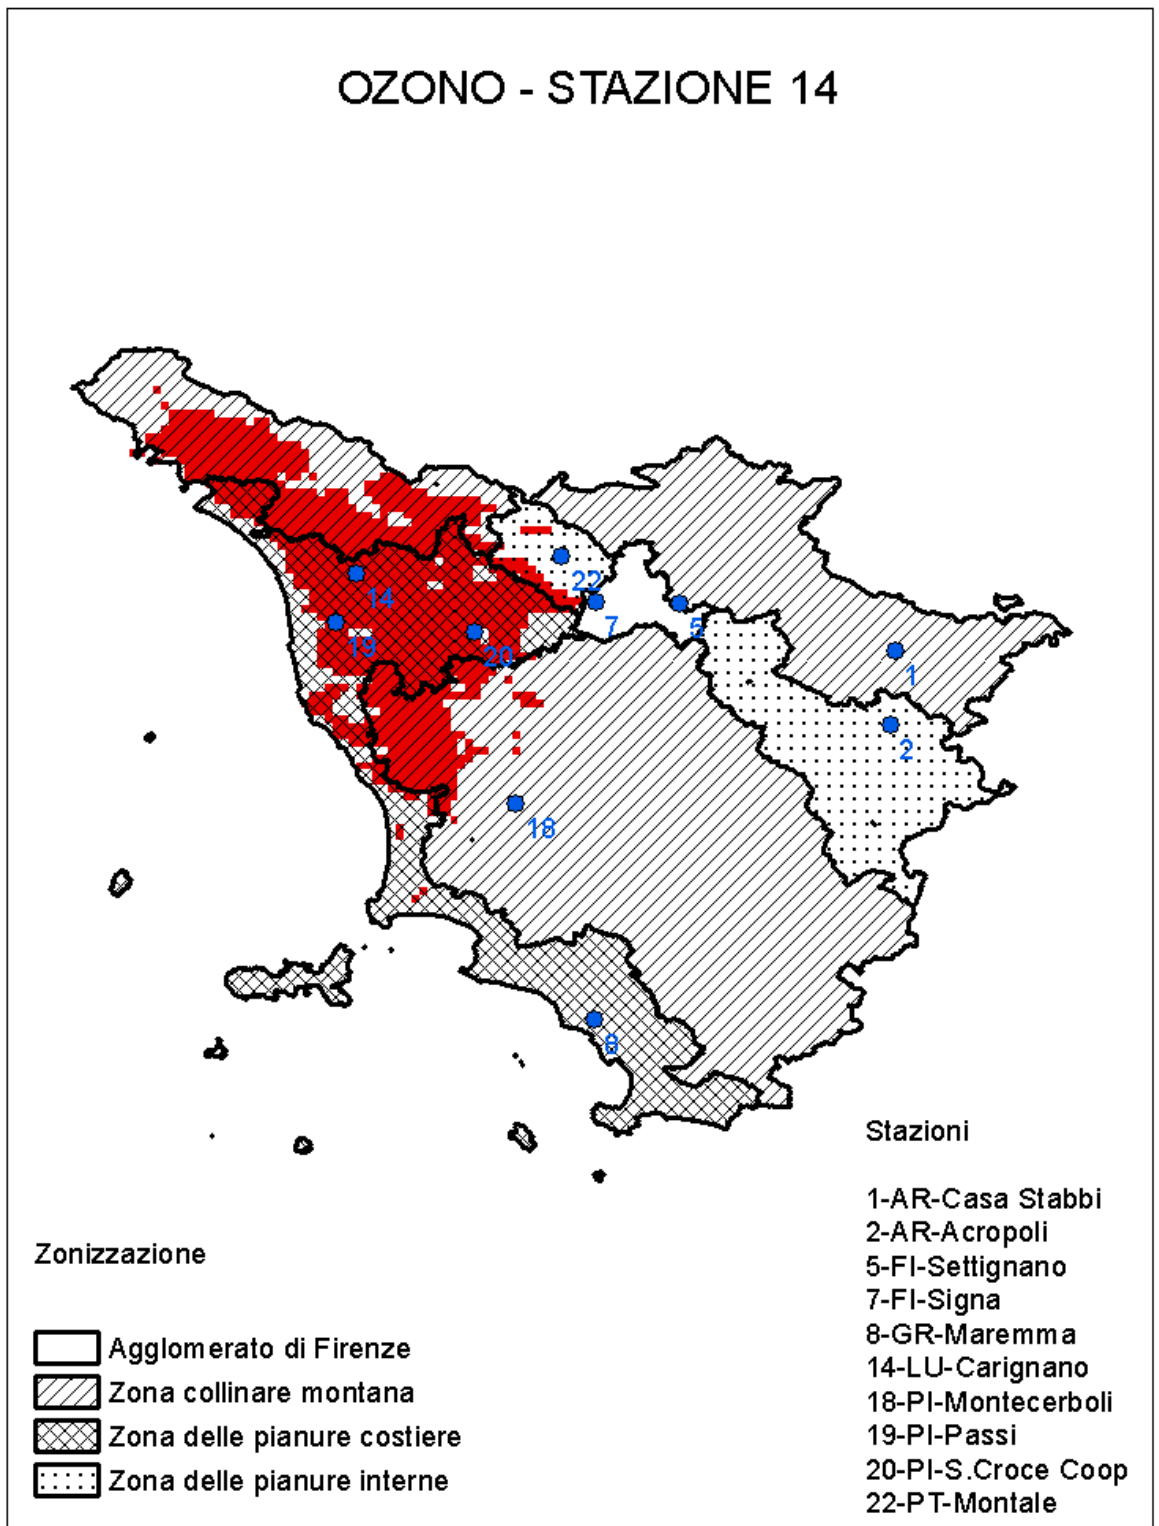 OZONO - STAZIONE 14
14
22
7
5
19
20
1
2
18
8
Stazioni
1-AR-Casa Stabbi
2-AR-Acropoli
5-FI-Settignano
7-FI-Signa
8-GR-Maremma
14-LU-Carignano
18-PI-Montecerboli
19-PI-Passi
20-PI-S.Croce Coop
22-PT-Montale
Zonizzazione
Agglomerato di Firenze
Zona collinare montana
Zona delle pianure costiere
Zona delle pianure interne